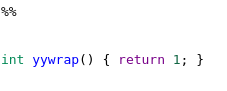 %%
int yywrap() { return 1; }